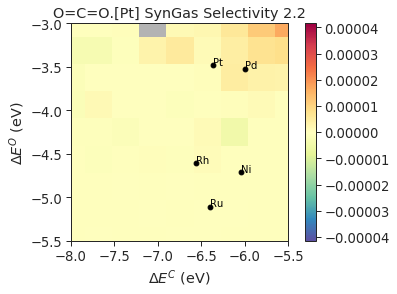 O=C=O.[Pt] SynGas Selectivity 2.2
−3.0
−3.5
−4.0
−4.5
−5.0
−5.5
ΔE^O (eV)
Pt
Pd
Rh
Ni
Ru
−8.0 −7.5 −7.0 −6.5 −6.0 −5.5
ΔE^C (eV)
0.00004
0.00003
0.00002
0.00001
0.00000
−0.00001
−0.00002
−0.00003
−0.00004